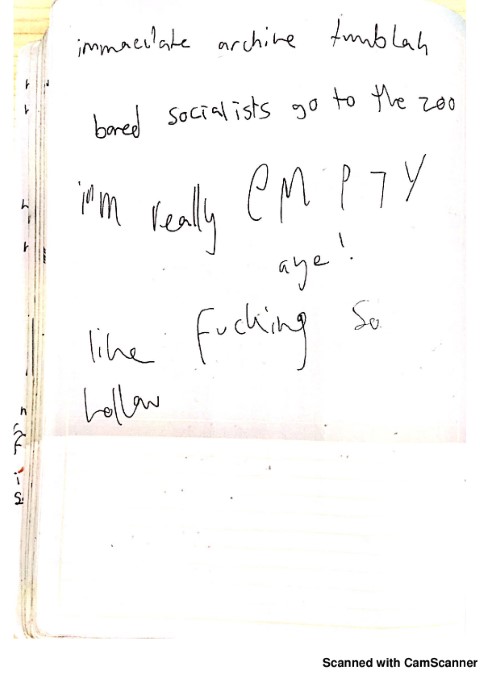 immaculate archive tumblah
bored socialists go to the zoo
i'm really EMPTY
aye!
like fucking so
hollow
Scanned with CamScanner